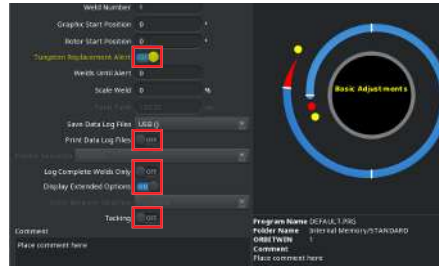 Weld Number 1
Graphic Start Position 0 °
Rotor Start Position 0 °
Tungsten Replacement Alert
Welds Until Alert 0
Scale Weld 0 %
Save Data Log Files USB ()
Print Data Log Files Off
Log Complete Welds Only Off
Display Extended Options On
Tacking Off
Comment
Place comment here
Basic Adjustments
Program Name DEFAULT.PRG
Folder Name Internal Memory/STANDARD
ORBITWIN 1
Comment
Place comment here